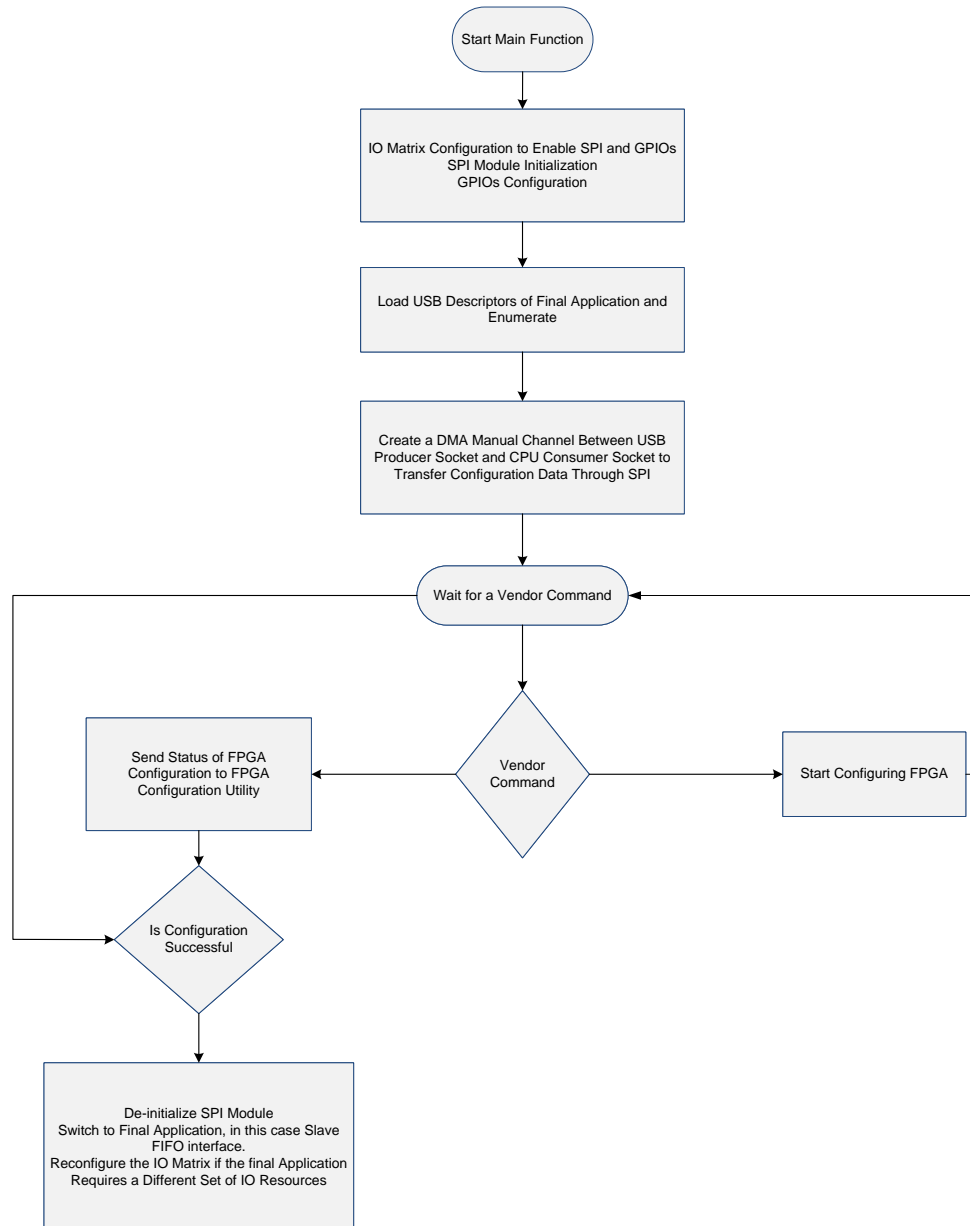 Start Main Function
IO Matrix Configuration to Enable SPI and GPIOs
SPI Module Initialization
GPIOs Configuration
Load USB Descriptors of Final Application and
Enumerate
Create a DMA Manual Channel Between USB
Producer Socket and CPU Consumer Socket to
Transfer Configuration Data Through SPI
Wait for a Vendor Command
Send Status of FPGA
Configuration to FPGA
Configuration Utility
Vendor
Command
Start Configuring FPGA
Is Configuration
Successful
De-initialize SPI Module
Switch to Final Application, in this case Slave
FIFO interface.
Reconfigure the IO Matrix if the final Application
Requires a Different Set of IO Resources